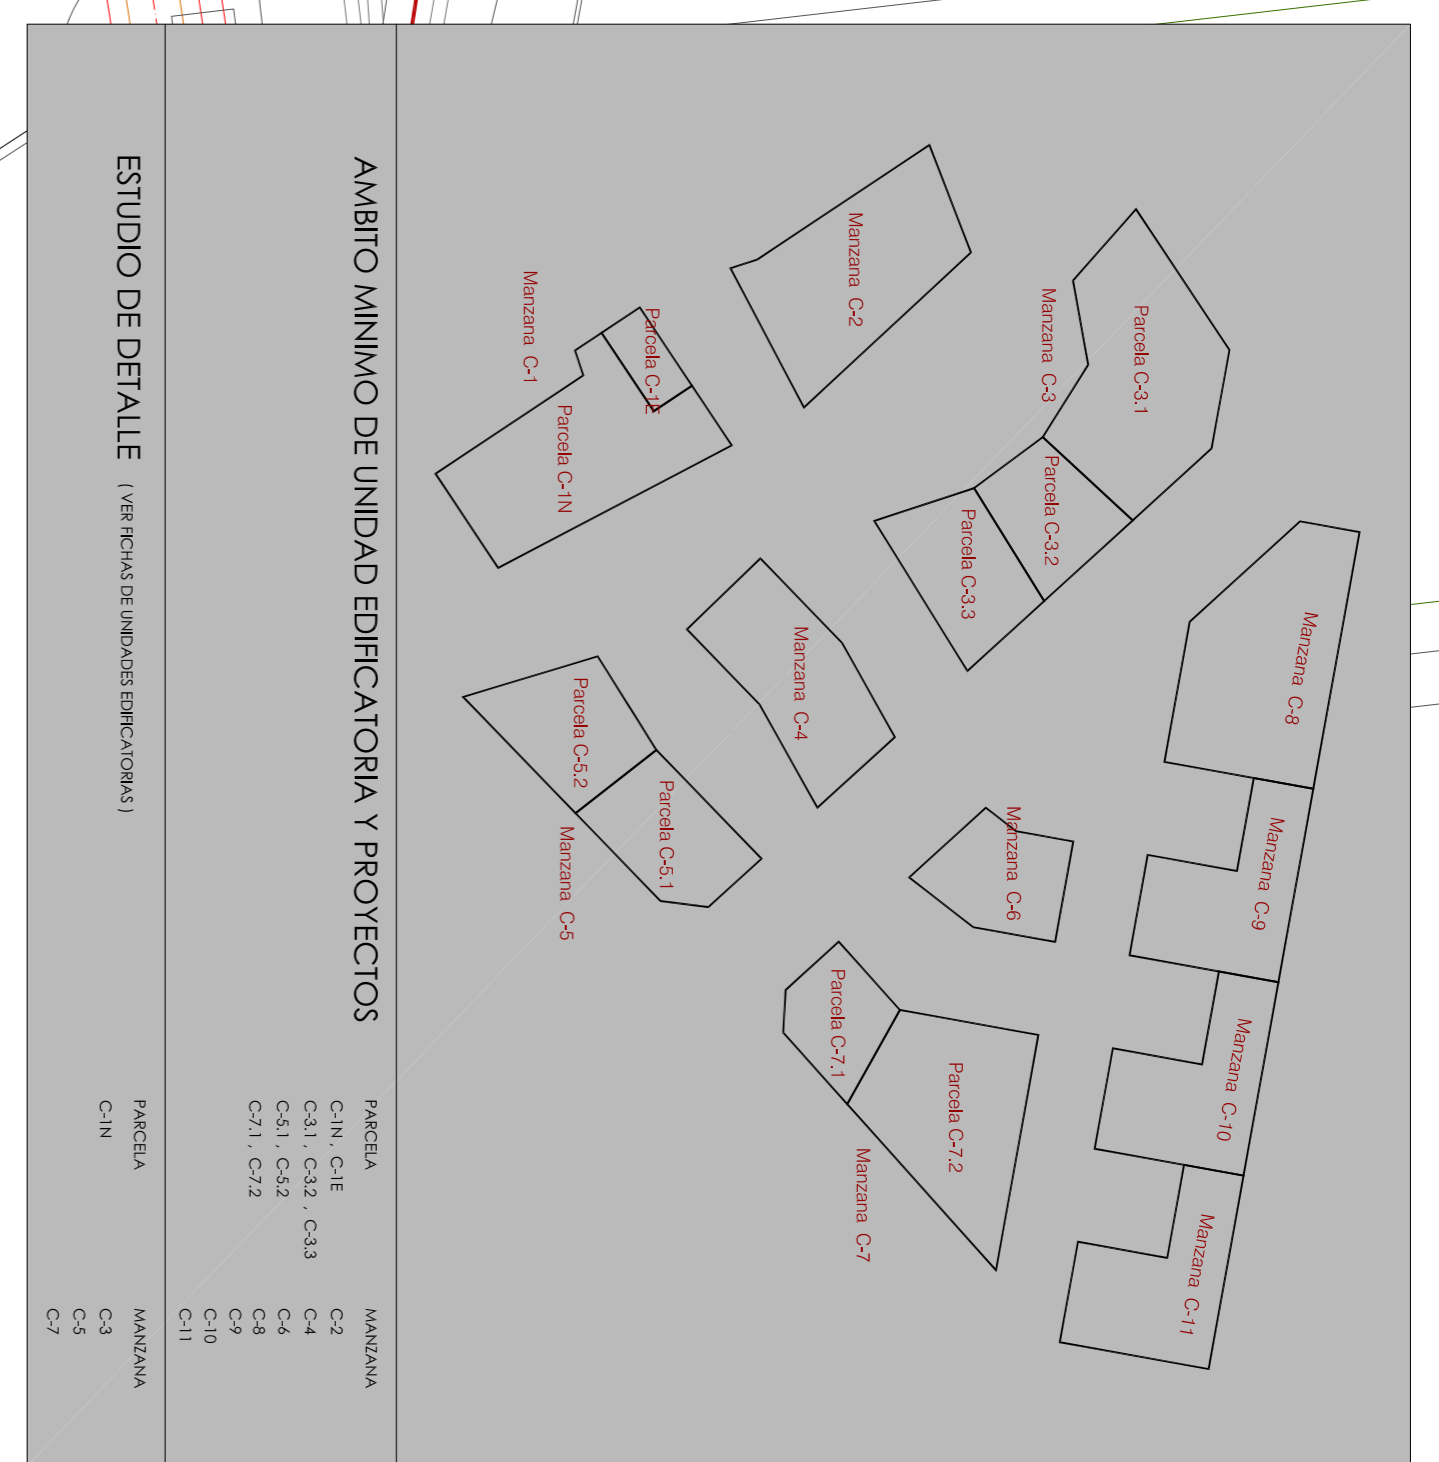 Manzana C-8
Manzana C-9
Manzana C-10
Manzana C-11
Parcela C-3.1
Manzana C-3
Parcela C-3.2
Parcela C-3.3
Manzana C-6
Parcela C-7.2
Manzana C-2
Manzana C-4
Parcela C-7.1
Manzana C-7
Parcela C-1E
Parcela C-5.1
Manzana C-1
Parcela C-1N
Parcela C-5.2
Manzana C-5
AMBITO MINIMO DE UNIDAD EDIFICATORIA Y PROYECTOS
PARCELA
C-1N , C-1E
C-3.1 , C-3.2 , C-3.3
C-5.1 , C-5.2
C-7.1 , C-7.2
MANZANA
C-2
C-4
C-6
C-8
C-9
C-10
C-11
ESTUDIO DE DETALLE ( VER FICHAS DE UNIDADES EDIFICATORIAS )
PARCELA
C-1N
MANZANA
C-3
C-5
C-7